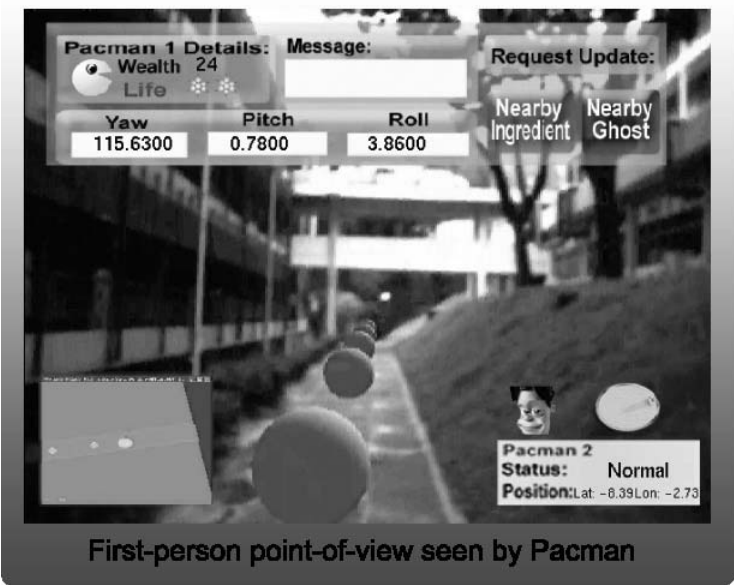 Pacman 1 Details:
Wealth 24
Life
Message:
Request Update:
Nearby
Ingredient
Nearby
Ghost
Yaw
115.6300
Pitch
0.7800
Roll
3.8600
Pacman 2
Status: Normal
Position:Lat: -8.39Lon: -2.73
First-person point-of-view seen by Pacman